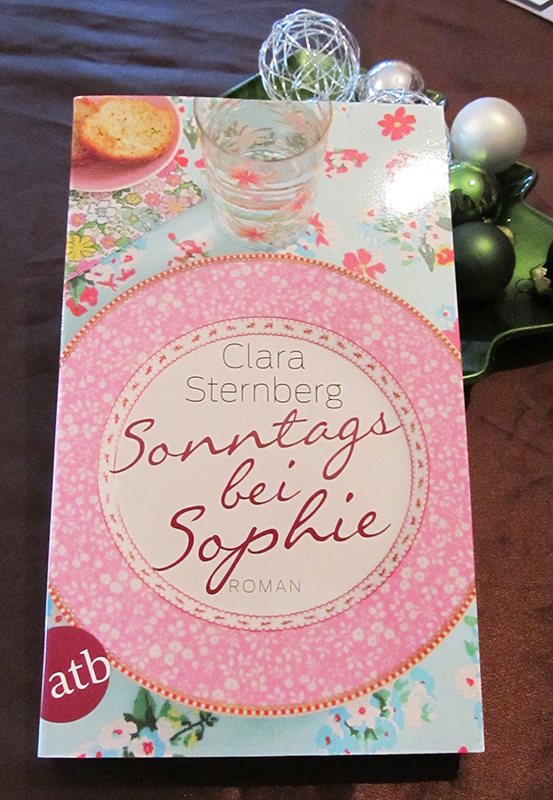 Clara
Sternberg
Sonntags
bei
Sophie
ROMAN
atb